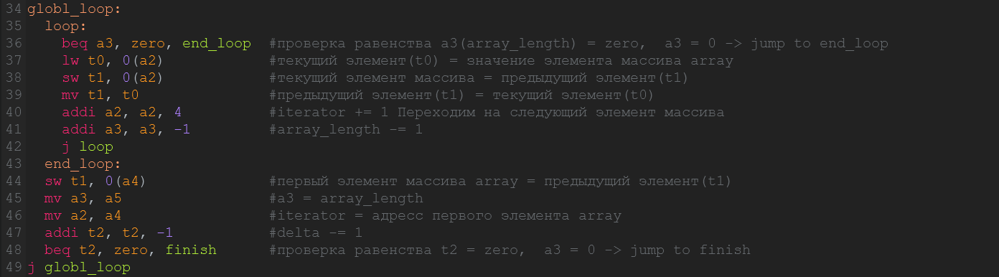 34 globl_loop:
35 loop:
36 beq a3, zero, end_loop #проверка равенства a3(array_length) = zero, a3 = 0 -> jump to end_loop
37 lw t0, 0(a2) #текущий элемент(t0) = значение элемента массива array
38 sw t1, 0(a2) #текущий элемент массива = предыдущий элемент(t1)
39 mv t1, t0 #предыдущий элемент(t1) = текущий элемент(t0)
40 addi a2, a2, 4 #iterator += 1 Переходим на следующий элемент массива
41 addi a3, a3, -1 #array_length -= 1
42 j loop
43 end_loop:
44 sw t1, 0(a4) #первый элемент массива array = предыдущий элемент(t1)
45 mv a3, a5 #a3 = array_length
46 mv a2, a4 #iterator = адресс первого элемента array
47 addi t2, t2, -1 #delta -= 1
48 beq t2, zero, finish #проверка равенства t2 = zero, a3 = 0 -> jump to finish
49 j globl_loop